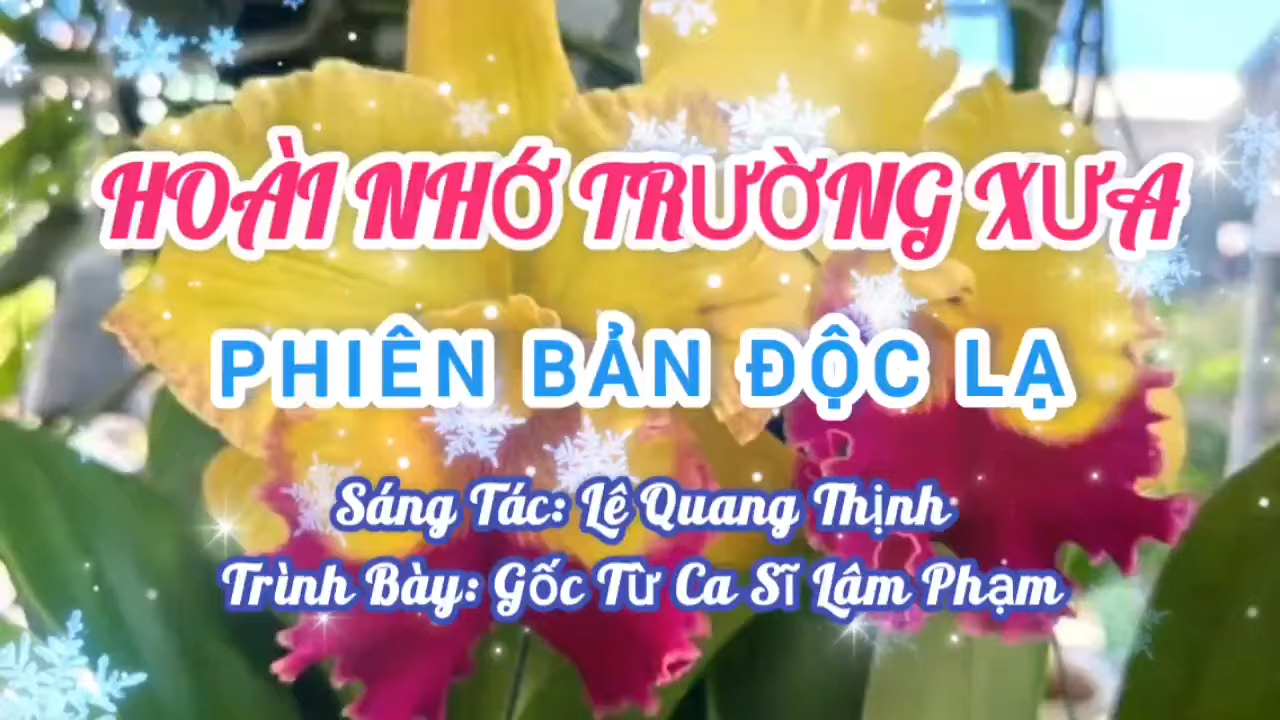 HOÀI NHỚ TRƯỜNG XƯA
PHIÊN BẢN ĐỘC LẠ
Sáng Tác: Lê Quang Thịnh
Trình Bày: Gốc Từ Ca Sĩ Lâm Phạm